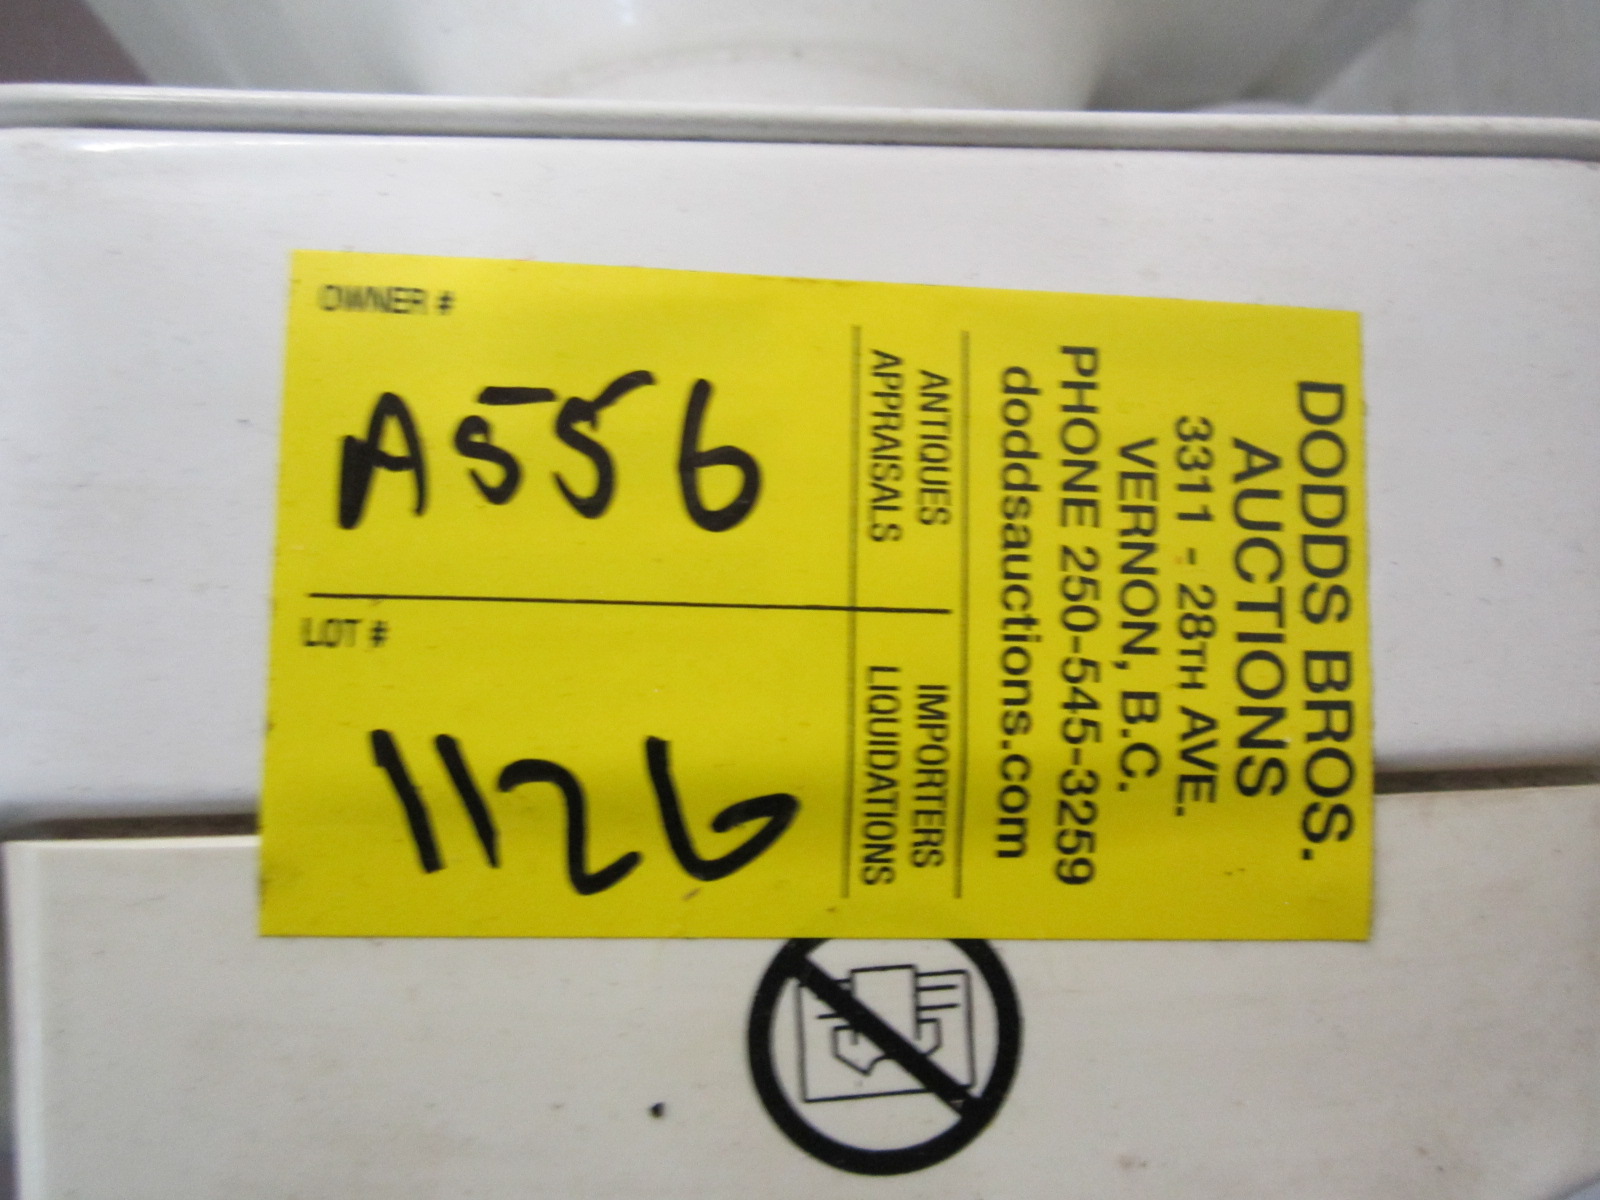 DODDS BROS.
AUCTIONS
3311 - 28TH AVE.
VERNON, B.C.
PHONE 250-545-3259
doddsauctions.com
ANTIQUES
APPRAISALS
IMPORTERS
LIQUIDATIONS
OWNER #
A556
LOT #
1126